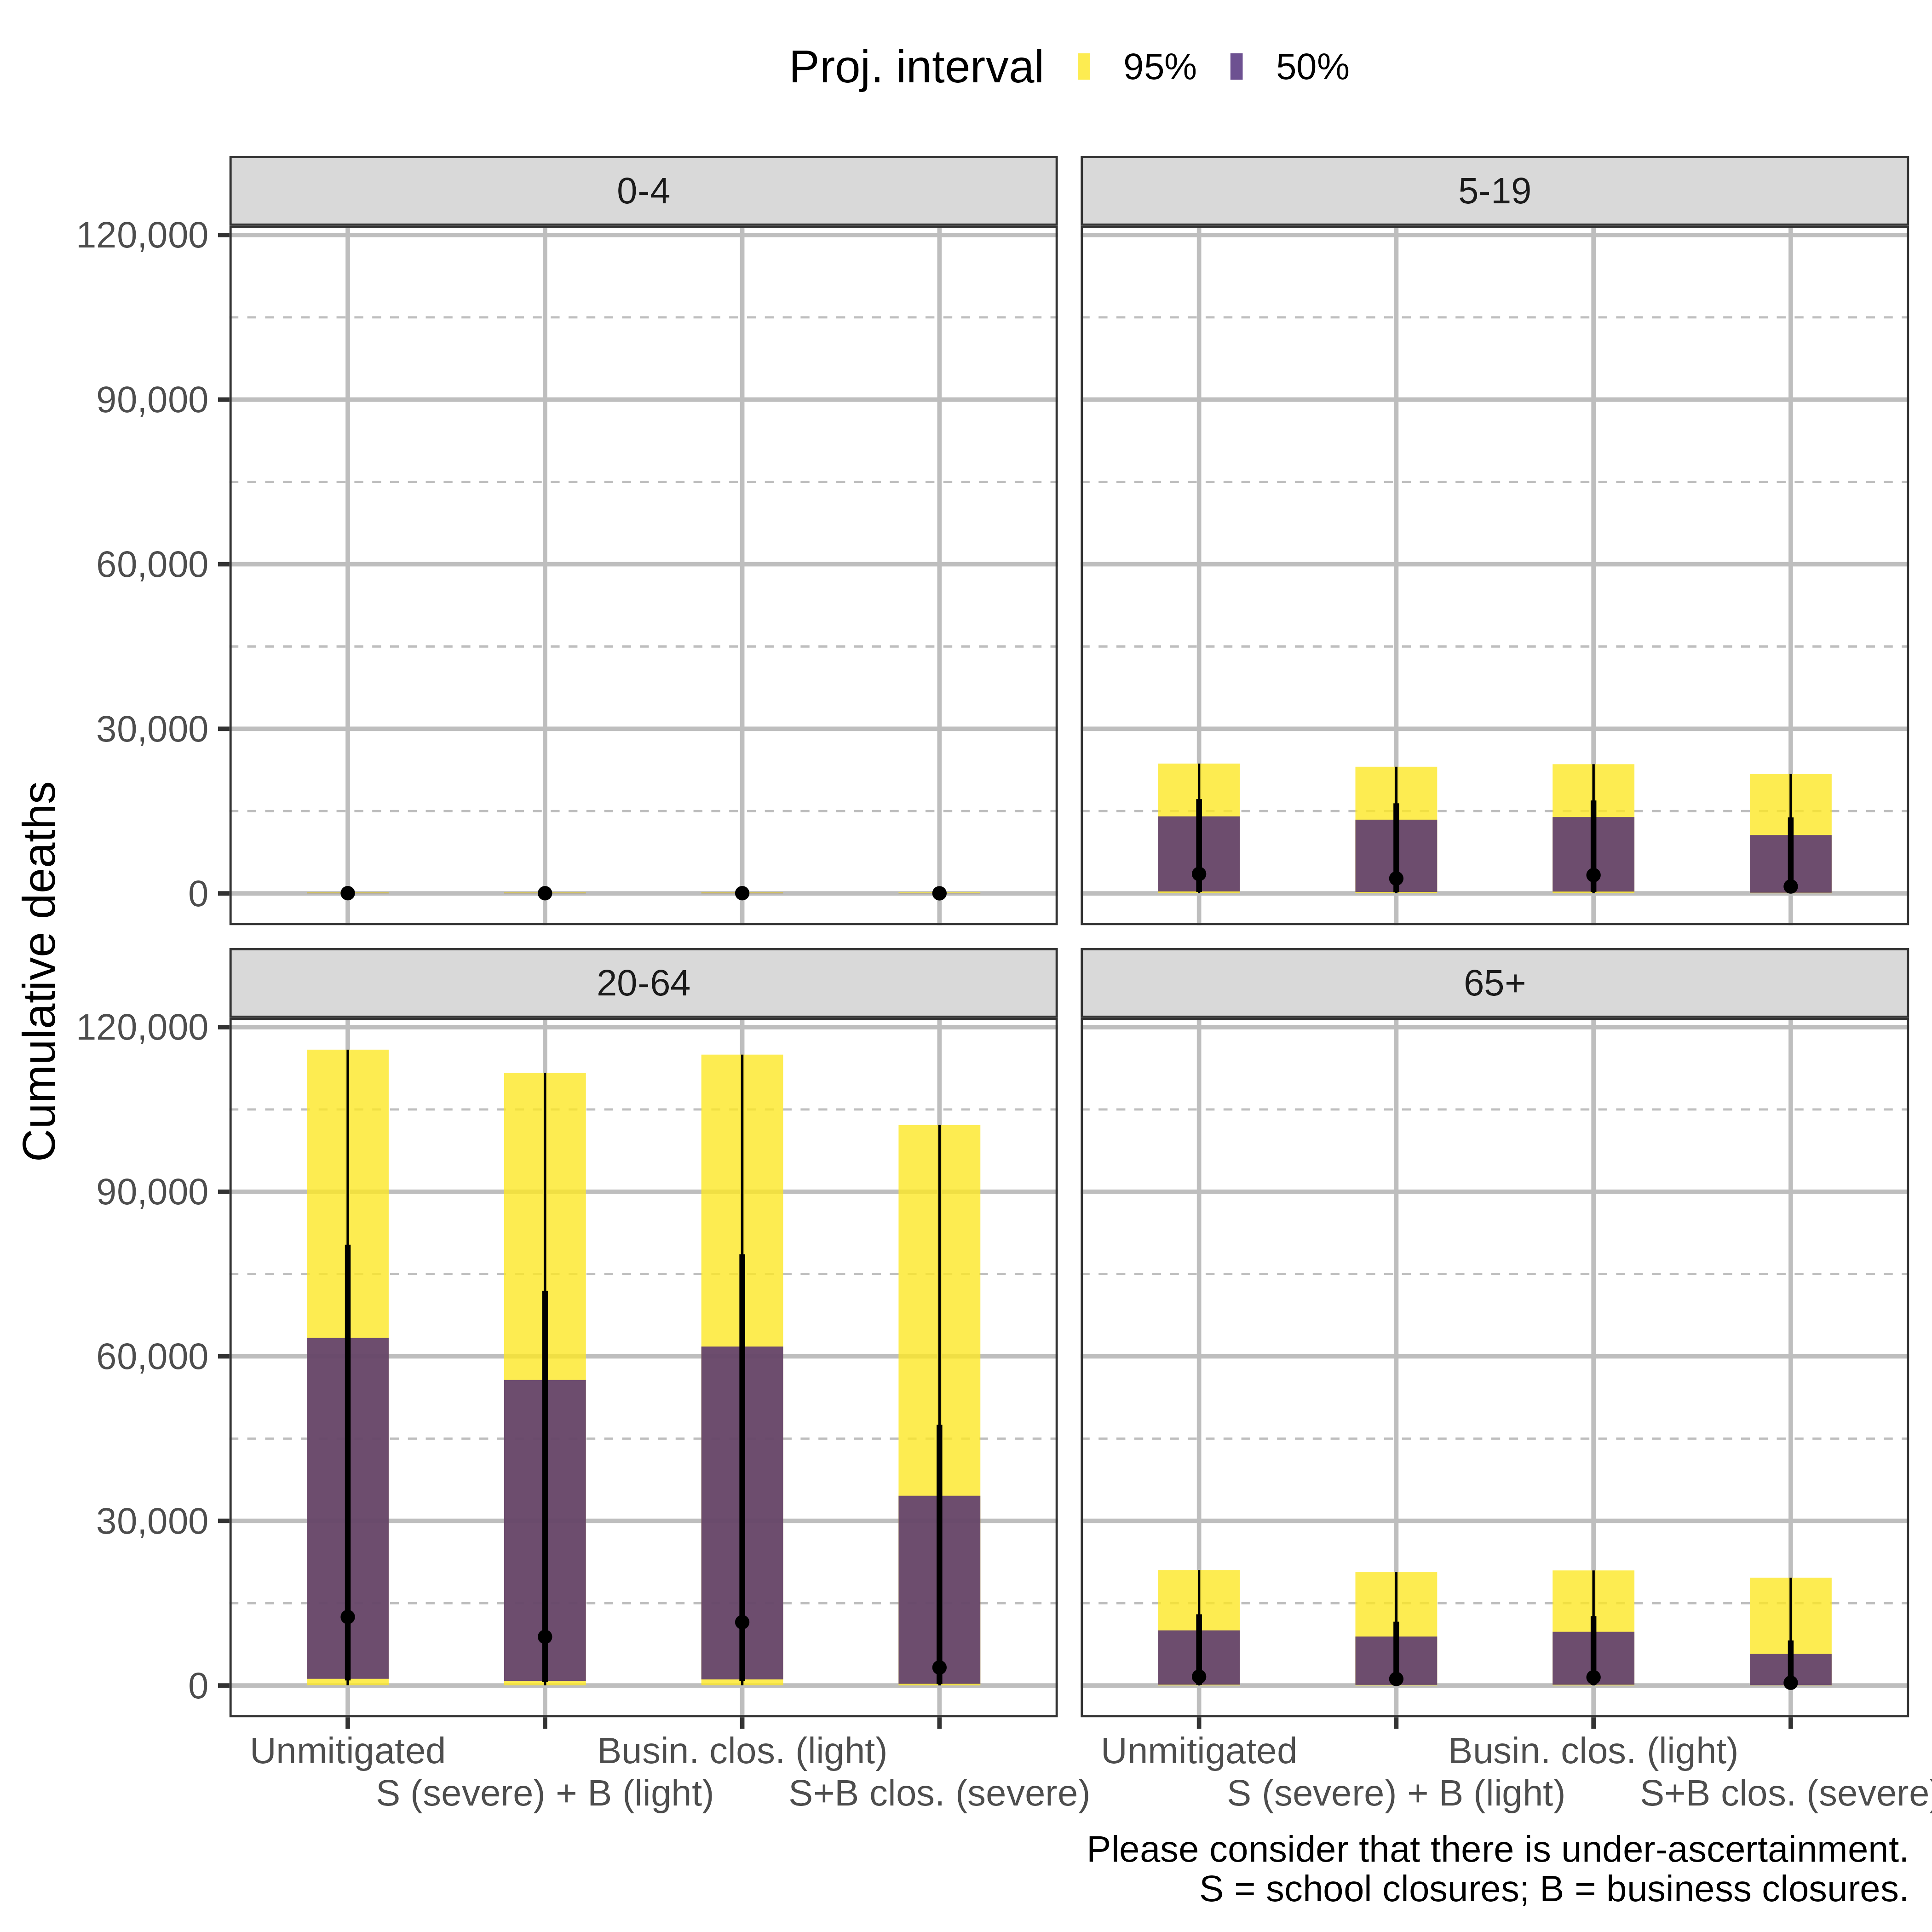 Proj. interval 95% 50%
0-4
5-19
120,000
90,000
60,000
30,000
0
20-64
65+
120,000
90,000
60,000
30,000
0
Cumulative deaths
Unmitigated
S (severe) + B (light)
Busin. clos. (light)
S+B clos. (severe)
Unmitigated
S (severe) + B (light)
Busin. clos. (light)
S+B clos. (severe)
Please consider that there is under-ascertainment.
S = school closures; B = business closures.